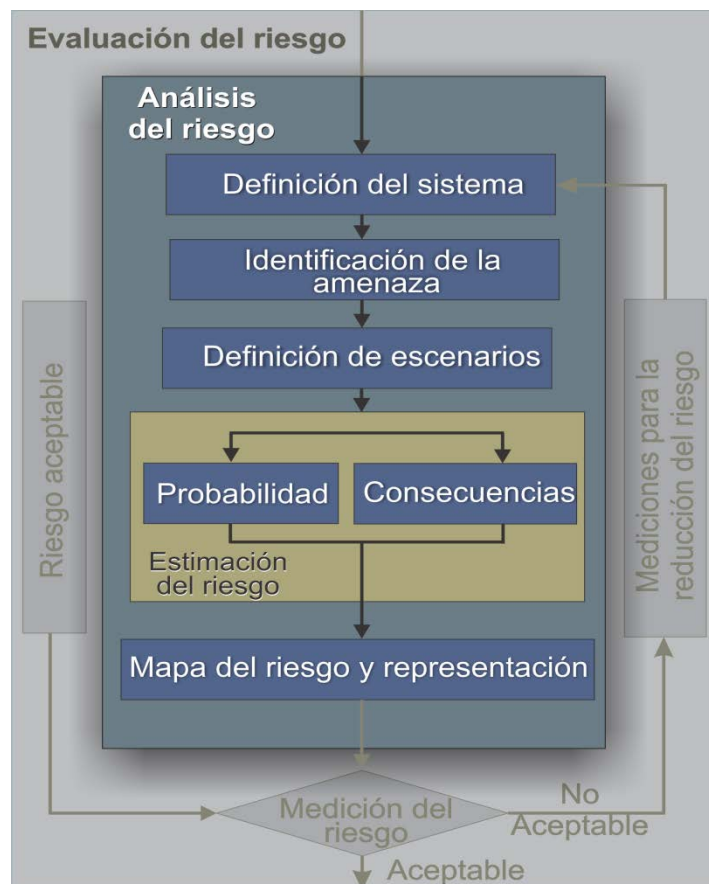 Evaluación del riesgo
Análisis
del riesgo
Definición del sistema
Identificación de la
amenaza
Definición de escenarios
Probabilidad
Consecuencias
Estimación
del riesgo
Mapa del riesgo y representación
Riesgo aceptable
Mediciones para la
reducción del riesgo
Medición del
riesgo
No
Aceptable
Aceptable